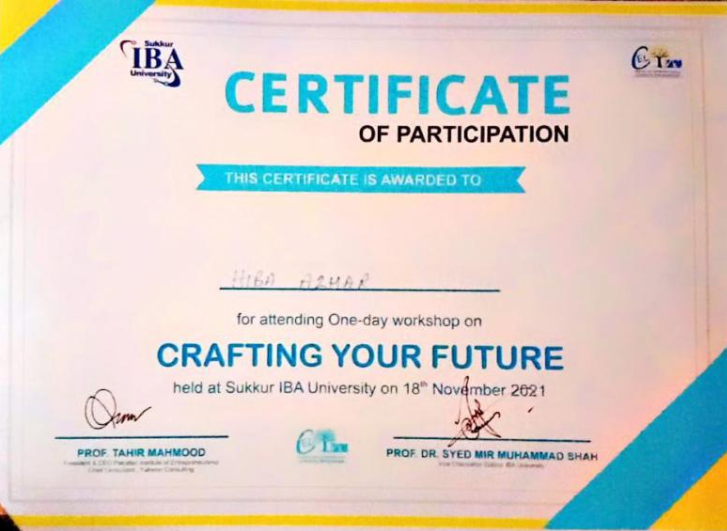 Sukkur
IBA
University
CERTIFICATE
OF PARTICIPATION
THIS CERTIFICATE IS AWARDED TO
HIBA AZHAR
for attending One-day workshop on
CRAFTING YOUR FUTURE
held at Sukkur IBA University on 18th November 2021
PROF. TAHIR MAHMOOD
PROF. DR. SYED MIR MUHAMMAD SHAH
Vice Chancellor Sukkur IBA University